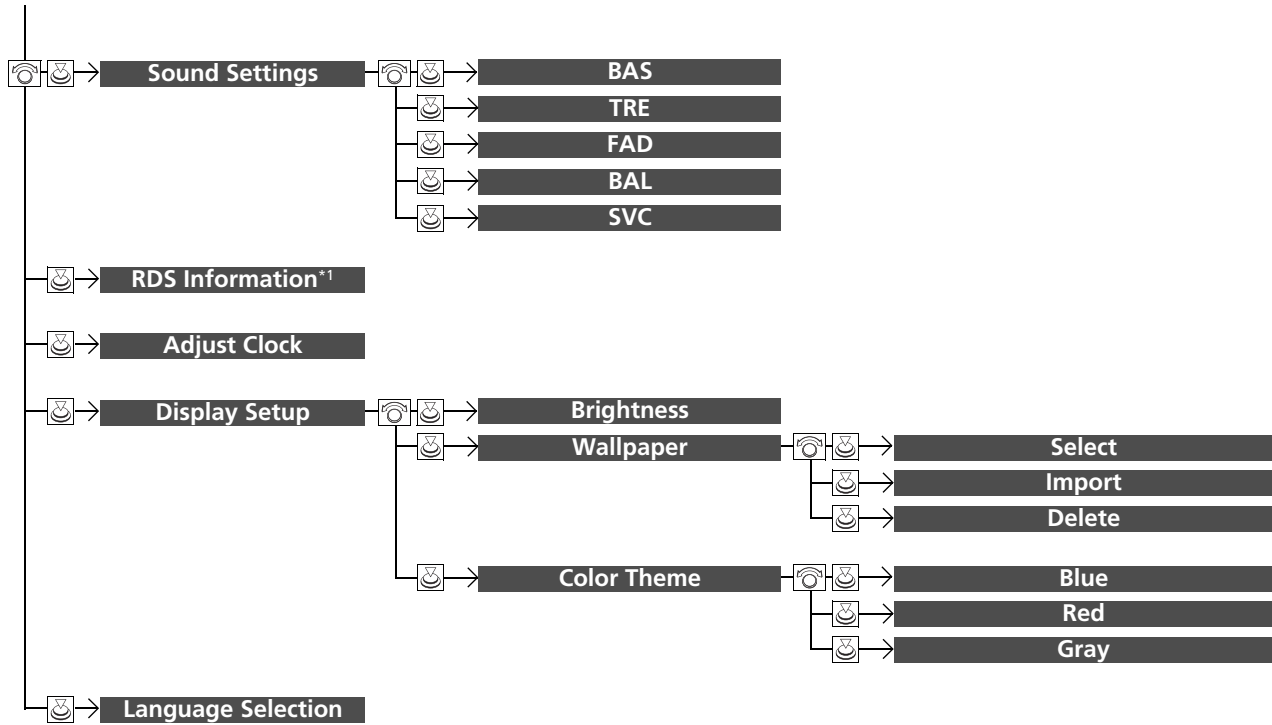 Sound Settings
BAS
TRE
FAD
BAL
SVC
RDS Information*1
Adjust Clock
Display Setup
Brightness
Wallpaper
Select
Import
Delete
Color Theme
Blue
Red
Gray
Language Selection